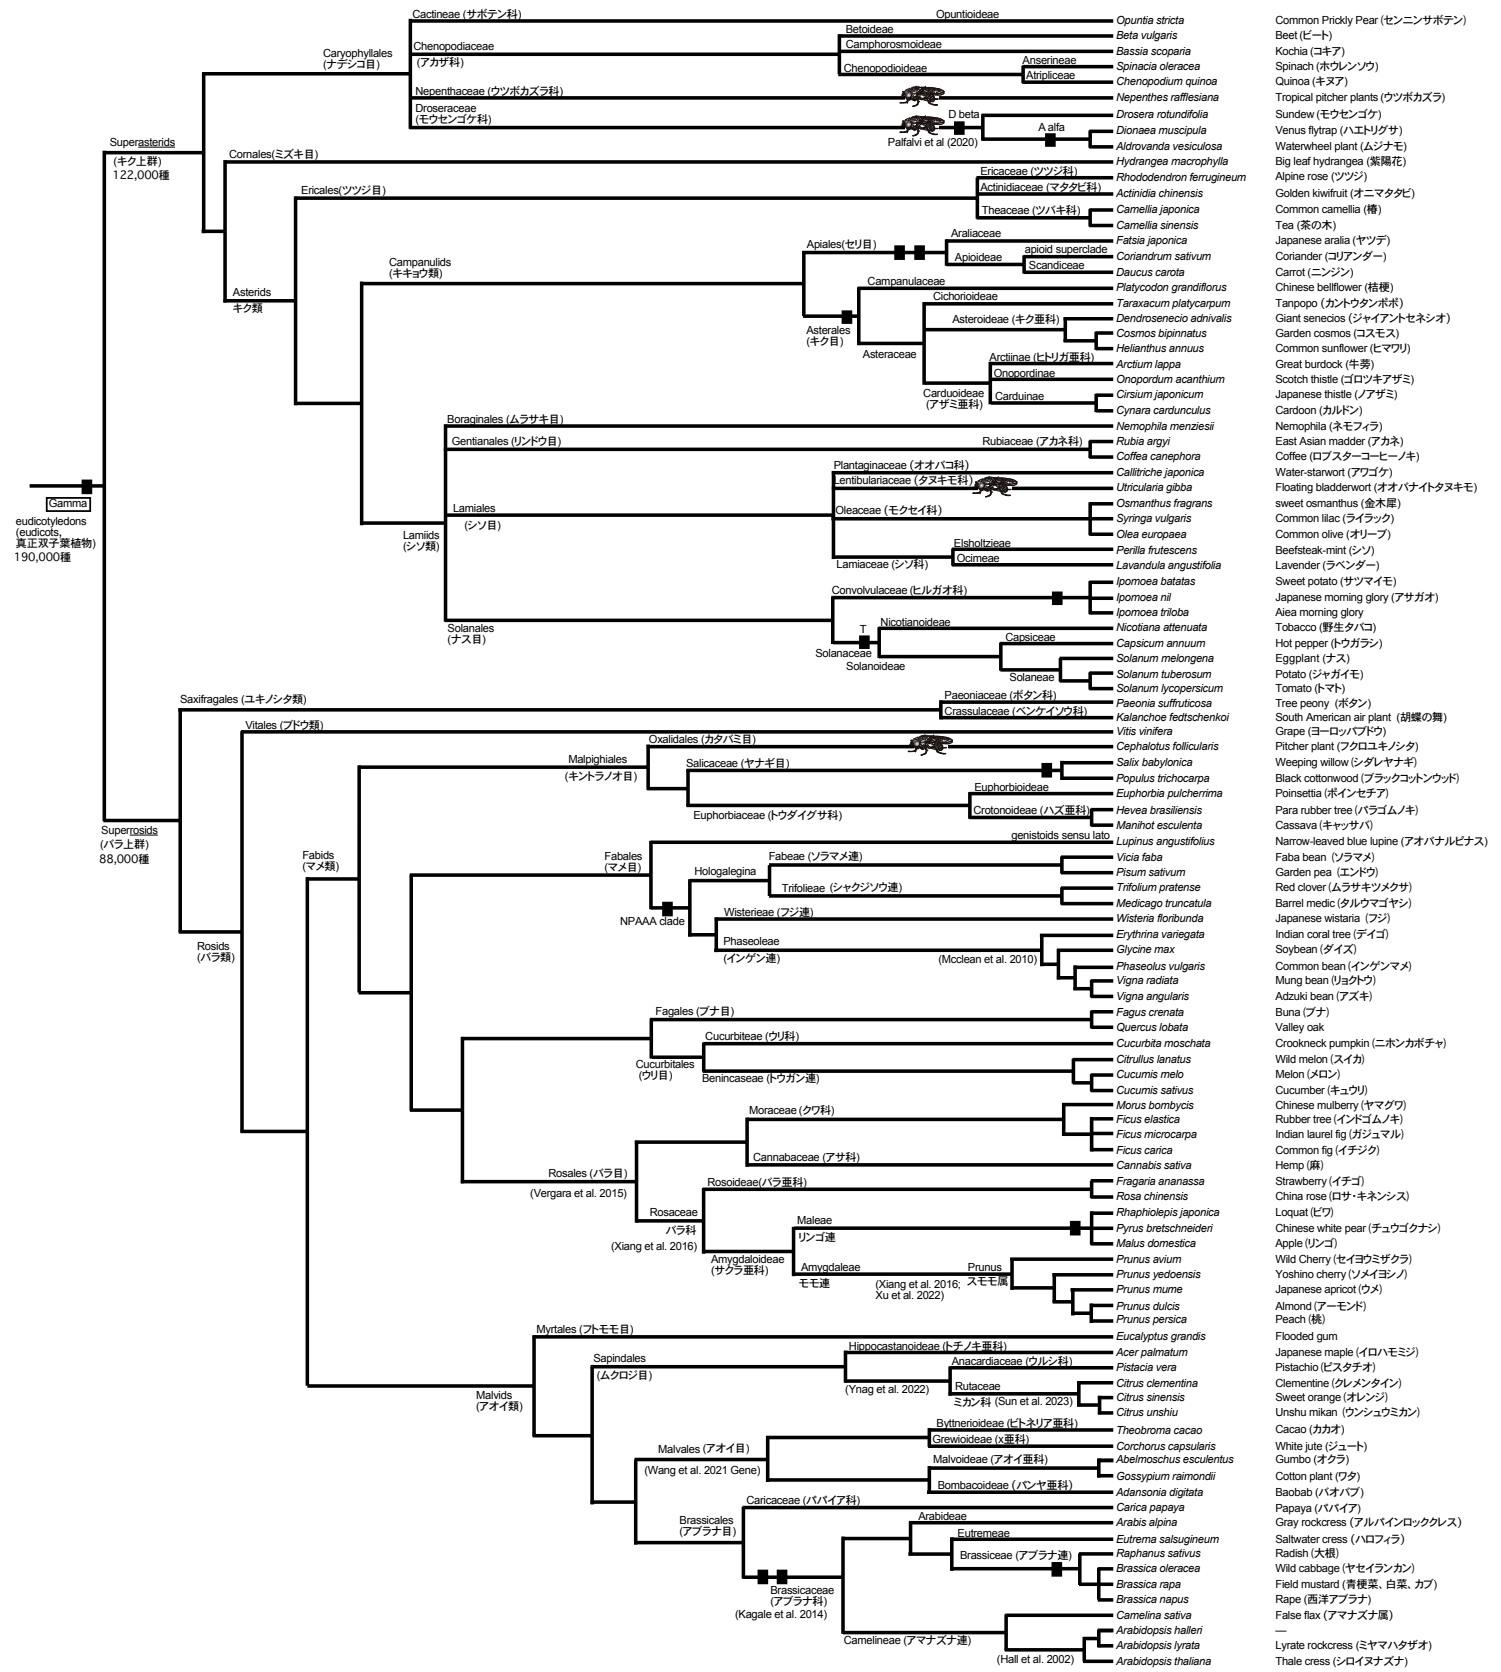 Cactineae (サボテン科)
Opuntioideae
Opuntia stricta Common Prickly Pear (センニンサボテン)
Betoideae
Beta vulgaris Beet (ビート)
Caryophyllales
(ナデシコ目)
Chenopodiaceae
(アカザ科)
Camphorosmoideae
Bassia scoparia Kochia (コキア)
Chenopodioideae
Anserineae
Spinacia oleracea Spinach (ホウレンソウ)
Atripliceae
Chenopodium quinoa Quinoa (キヌア)
Nepenthaceae (ウツボカズラ科)
Nepenthes rafflesiana Tropical pitcher plants (ウツボカズラ)
Droseraceae
(モウセンゴケ科)
D beta
Palfalvi et al (2020)
Drosera rotundifolia Sundew (モウセンゴケ)
A alfa
Dionaea muscipula Venus flytrap (ハエトリグサ)
Aldrovanda vesiculosa Waterwheel plant (ムジナモ)
Superasterids
(キク上群)
122,000種
Cornales(ミズキ目)
Hydrangea macrophylla Big leaf hydrangea (紫陽花)
Ericales(ツツジ目)
Ericaceae (ツツジ科)
Rhododendron ferrugineum Alpine rose (ツツジ)
Actinidiaceae (マタタビ科)
Actinidia chinensis Golden kiwifruit (オニマタタビ)
Theaceae (ツバキ科)
Camellia japonica Common camellia (椿)
Camellia sinensis Tea (茶の木)
Asterids
キク類
Campanulids
(キキョウ類)
Apiales(セリ目)
Araliaceae
Fatsia japonica Japanese aralia (ヤツデ)
Apioideae
apioid superclade
Coriandrum sativum Coriander (コリアンダー)
Scandiceae
Daucus carota Carrot (ニンジン)
Asterales
(キク目)
Campanulaceae
Platycodon grandiflorus Chinese bellflower (桔梗)
Asteraceae
Cichorioideae
Taraxacum platycarpum Tanpopo (カントウタンポポ)
Asteroideae (キク亜科)
Dendrosenecio adnivalis Giant senecios (ジャイアントセネシオ)
Cosmos bipinnatus Garden cosmos (コスモス)
Helianthus annuus Common sunflower (ヒマワリ)
Carduoideae
(アザミ亜科)
Arctiinae (ヒトリガ亜科)
Arctium lappa Great burdock (牛蒡)
Onopordinae
Onopordum acanthium Scotch thistle (ゴロツキアザミ)
Carduinae
Cirsium japonicum Japanese thistle (ノアザミ)
Cynara cardunculus Cardoon (カルドン)
Boraginales (ムラサキ目)
Nemophila menziesii Nemophila (ネモフィラ)
Gentianales (リンドウ目)
Rubiaceae (アカネ科)
Rubia argyi East Asian madder (アカネ)
Coffea canephora Coffee (ロブスターコーヒーノキ)
Gamma
eudicotyledons
(eudicots,
真正双子葉植物)
190,000種
Lamiids
(シソ類)
Lamiales
(シソ目)
Plantaginaceae (オオバコ科)
Callitriche japonica Water-starwort (アワゴケ)
Lentibulariaceae (タヌキモ科)
Utricularia gibba Floating bladderwort (オオバナイトタヌキモ)
Oleaceae (モクセイ科)
Osmanthus fragrans sweet osmanthus (金木犀)
Syringa vulgaris Common lilac (ライラック)
Olea europaea Common olive (オリーブ)
Lamiaceae (シソ科)
Elsholtzieae
Perilla frutescens Beefsteak-mint (シソ)
Ocimeae
Lavandula angustifolia Lavender (ラベンダー)
Solanales
(ナス目)
Convolvulaceae (ヒルガオ科)
Ipomoea batatas Sweet potato (サツマイモ)
Ipomoea nil Japanese morning glory (アサガオ)
Ipomoea triloba Aiea morning glory
T
Solanaceae
Nicotianoideae
Nicotiana attenuata Tobacco (野生タバコ)
Solanoideae
Capsiceae
Capsicum annuum Hot pepper (トウガラシ)
Solaneae
Solanum melongena Eggplant (ナス)
Solanum tuberosum Potato (ジャガイモ)
Solanum lycopersicum Tomato (トマト)
Saxifragales (ユキノシタ類)
Paeoniaceae (ボタン科)
Paeonia suffruticosa Tree peony (ボタン)
Crassulaceae (ベンケイソウ科)
Kalanchoe fedtschenkoi South American air plant (胡蝶の舞)
Vitales (ブドウ類)
Vitis vinifera Grape (ヨーロッパブドウ)
Malpighiales
(キントラノオ目)
Oxalidales (カタバミ目)
Cephalotus follicularis Pitcher plant (フクロユキノシタ)
Salicaceae (ヤナギ目)
Salix babylonica Weeping willow (シダレヤナギ)
Populus trichocarpa Black cottonwood (ブラックコットンウッド)
Euphorbiaceae (トウダイグサ科)
Euphorbioideae
Euphorbia pulcherrima Poinsettia (ポインセチア)
Crotonoideae (ハズ亜科)
Hevea brasiliensis Para rubber tree (パラゴムノキ)
Manihot esculenta Cassava (キャッサバ)
Superrosids
(バラ上群)
88,000種
Fabids
(マメ類)
Fabales
(マメ目)
genistoids sensu lato
Lupinus angustifolius Narrow-leaved blue lupine (アオバナルピナス)
NPAAA clade
Hologalegina
Fabeae (ソラマメ連)
Vicia faba Faba bean (ソラマメ)
Pisum sativum Garden pea (エンドウ)
Trifolieae (シャクジソウ連)
Trifolium pratense Red clover (ムラサキツメクサ)
Medicago truncatula Barrel medic (タルウマゴヤシ)
Wisterieae (フジ連)
Wisteria floribunda Japanese wistaria (フジ)
Phaseoleae
(インゲン連)
(Mcclean et al. 2010)
Erythrina variegata Indian coral tree (デイゴ)
Glycine max Soybean (ダイズ)
Phaseolus vulgaris Common bean (インゲンマメ)
Vigna radiata Mung bean (リョクトウ)
Vigna angularis Adzuki bean (アズキ)
Rosids
(バラ類)
Fagales (ブナ目)
Fagus crenata Buna (ブナ)
Quercus lobata Valley oak
Cucurbitales
(ウリ目)
Cucurbiteae (ウリ科)
Cucurbita moschata Crookneck pumpkin (ニホンカボチャ)
Benincaseae (トウガン連)
Citrullus lanatus Wild melon (スイカ)
Cucumis melo Melon (メロン)
Cucumis sativus Cucumber (キュウリ)
Rosales (バラ目)
(Vergara et al. 2015)
Moraceae (クワ科)
Morus bombycis Chinese mulberry (ヤマグワ)
Ficus elastica Rubber tree (インドゴムノキ)
Ficus microcarpa Indian laurel fig (ガジュマル)
Ficus carica Common fig (イチジク)
Cannabaceae (アサ科)
Cannabis sativa Hemp (麻)
Rosaceae
バラ科
(Xiang et al. 2016)
Rosoideae(バラ亜科)
Fragaria ananassa Strawberry (イチゴ)
Rosa chinensis China rose (ロサ・キネンシス)
Amygdaloideae
(サクラ亜科)
Maleae
リンゴ連
Rhaphiolepis japonica Loquat (ビワ)
Pyrus bretschneideri Chinese white pear (チュウゴクナシ)
Malus domestica Apple (リンゴ)
Amygdaleae
モモ連
(Xiang et al. 2016;
Xu et al. 2022)
Prunus
スモモ属
Prunus avium Wild Cherry (セイヨウミザクラ)
Prunus yedoensis Yoshino cherry (ソメイヨシノ)
Prunus mume Japanese apricot (ウメ)
Prunus dulcis Almond (アーモンド)
Prunus persica Peach (桃)
Malvids
(アオイ類)
Myrtales (フトモモ目)
Eucalyptus grandis Flooded gum
Sapindales
(ムクロジ目)
Hippocastanoideae (トチノキ亜科)
Acer palmatum Japanese maple (イロハモミジ)
(Ynag et al. 2022)
Anacardiaceae (ウルシ科)
Pistacia vera Pistachio (ピスタチオ)
Rutaceae
ミカン科 (Sun et al. 2023)
Citrus clementina Clementine (クレメンタイン)
Citrus sinensis Sweet orange (オレンジ)
Citrus unshiu Unshu mikan (ウンシュウミカン)
Malvales (アオイ目)
(Wang et al. 2021 Gene)
Byttnerioideae (ビトネリア亜科)
Theobroma cacao Cacao (カカオ)
Grewioideae (x亜科)
Corchorus capsularis White jute (ジュート)
Malvoideae (アオイ亜科)
Abelmoschus esculentus Gumbo (オクラ)
Gossypium raimondii Cotton plant (ワタ)
Bombacoideae (パンヤ亜科)
Adansonia digitata Baobab (バオバブ)
Brassicales
(アブラナ目)
Caricaceae (パパイア科)
Carica papaya Papaya (パパイア)
Brassicaceae
(アブラナ科)
(Kagale et al. 2014)
Arabideae
Arabis alpina Gray rockcress (アルパインロッククレス)
Eutremeae
Eutrema salsugineum Saltwater cress (ハロフィラ)
Brassiceae (アブラナ連)
Raphanus sativus Radish (大根)
Brassica oleracea Wild cabbage (ヤセイランカン)
Brassica rapa Field mustard (青梗菜、白菜、カブ)
Brassica napus Rape (西洋アブラナ)
Camelineae (アマナズナ連)
Camelina sativa False flax (アマナズナ属)
(Hall et al. 2002)
Arabidopsis halleri —
Arabidopsis lyrata Lyrate rockcress (ミヤマハタザオ)
Arabidopsis thaliana Thale cress (シロイヌナズナ)